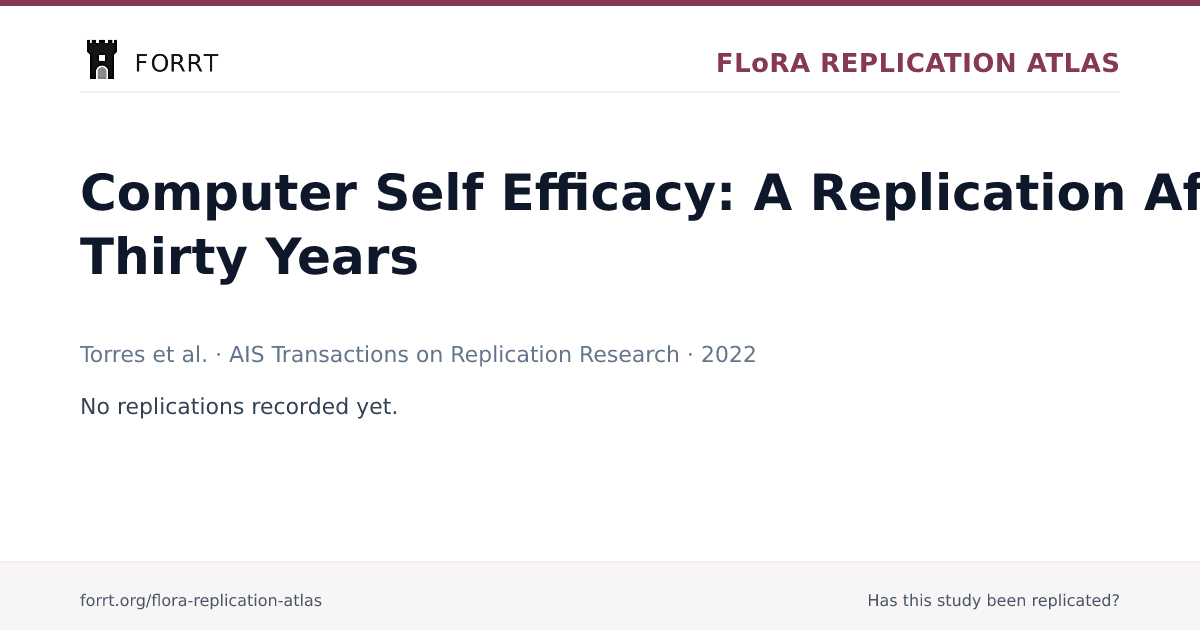 FORRT
FLoRA REPLICATION ATLAS
Computer Self Efficacy: A Replication Af
Thirty Years
Torres et al. · AIS Transactions on Replication Research · 2022
No replications recorded yet.
forrt.org/flora-replication-atlas
Has this study been replicated?